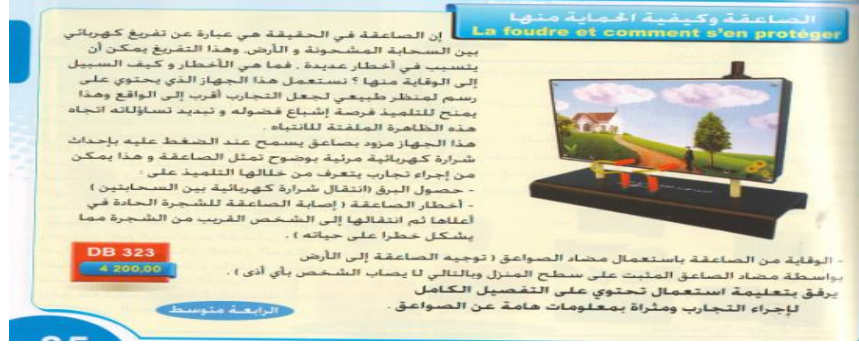 الصاعقة وكيفية الحماية منها
La foudre et comment s'en protéger
إن الصاعقة في الحقيقة هي عبارة عن تفريغ كهربائي
بين السحابة المشحونة و الأرض. وهذا التفريغ يمكن أن
يتسبب في أخطار عديدة . فما هي الأخطار و كيف السبيل
إلى الوقاية منها ؟ نستعمل هذا الجهاز الذي يحتوي على
رسم لمنظر طبيعي لجعل التجارب أقرب إلى الواقع وهذا
يمنح للتلميذ فرصة إشباع فضوله و تبديد تساؤلاته اتجاه
هذه الظاهرة الملفتة للانتباه .
هذا الجهاز مزود بصاعق يسمح عند الضغط عليه بإحداث
شرارة كهربائية مرئية بوضوح تمثل الصاعقة و هذا يمكن
من إجراء تجارب يتعرف من خلالها التلميذ على :
- حصول البرق (انتقال شرارة كهربائية بين السحابتين )
- أخطار الصاعقة ( إصابة الصاعقة للشجرة الحادة في
أعلاها ثم انتقالها إلى الشخص القريب من الشجرة مما
يشكل خطرا على حياته ) .
- الوقاية من الصاعقة باستعمال مضاد الصواعق ( توجيه الصاعقة إلى الأرض
بواسطة مضاد الصاعق المثبت على سطح المنزل وبالتالي لا يصاب الشخص بأي أذى ) .
يرفق بتعليمة استعمال تحتوي على التفصيل الكامل
لإجراء التجارب ومثراة بمعلومات هامة عن الصواعق .
DB 323
4 200,00
الرابعة متوسط